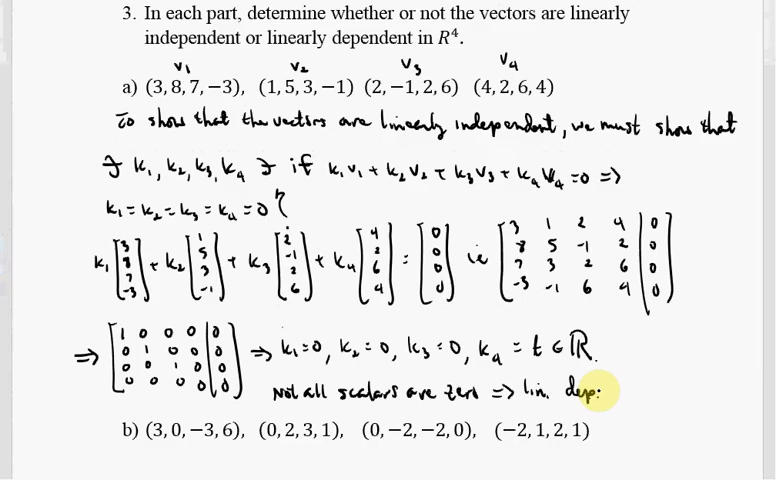 3. In each part, determine whether or not the vectors are linearly
independent or linearly dependent in R⁴.
v₁ v₂ v₃ v₄
a) (3,8,7,−3), (1,5,3,−1) (2,−1,2,6) (4,2,6,4)
To show that the vectors are linearly independent, we must show that
∃ k₁, k₂, k₃, k₄ ∋ if k₁v₁ + k₂v₂ + k₃v₃ + k₄v₄ = 0 =>
k₁ = k₂ = k₃ = k₄ = 0 ?
k₁ [3 8 7 -3] + k₂ [1 5 3 -1] + k₃ [2 -1 2 6] + k₄ [4 2 6 4] = [0 0 0 0] ie [3 1 2 4 | 0
8 5 -1 2 | 0
7 3 2 6 | 0
-3 -1 6 4 | 0]
=> [1 0 0 0 | 0
0 1 0 0 | 0
0 0 1 0 | 0
0 0 0 0 | 0] => k₁=0, k₂=0, k₃=0, k₄ = t ∈ ℝ.
Not all scalars are zero => lin. dep.
b) (3,0,−3,6), (0,2,3,1), (0,−2,−2,0), (−2,1,2,1)